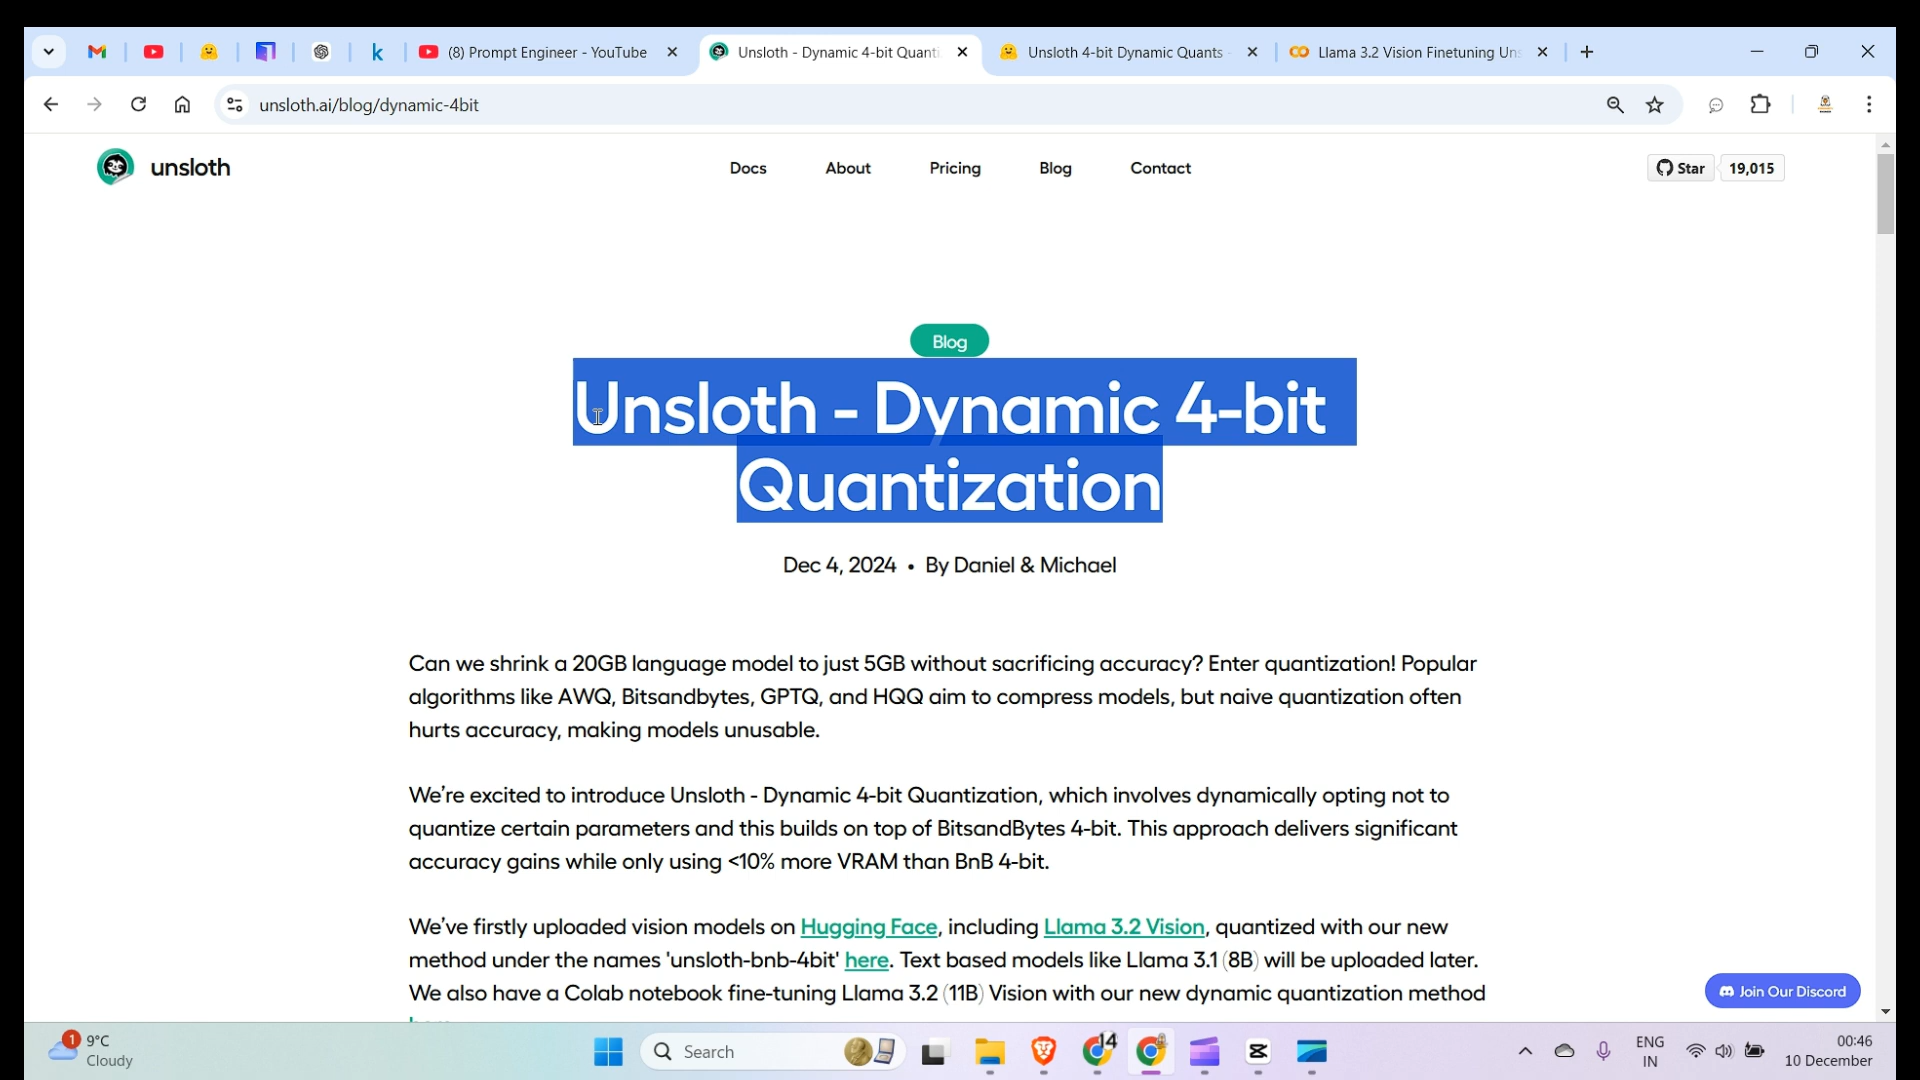 (8) Prompt Engineer - YouTube
Unsloth - Dynamic 4-bit Quanti
Unsloth 4-bit Dynamic Quants -
Llama 3.2 Vision Finetuning Uns
unsloth.ai/blog/dynamic-4bit
unsloth
Docs
About
Pricing
Blog
Contact
Star
19,015
Blog
Unsloth - Dynamic 4-bit
Quantization
Dec 4, 2024 • By Daniel & Michael
Can we shrink a 20GB language model to just 5GB without sacrificing accuracy? Enter quantization! Popular
algorithms like AWQ, Bitsandbytes, GPTQ, and HQQ aim to compress models, but naive quantization often
hurts accuracy, making models unusable.
We're excited to introduce Unsloth - Dynamic 4-bit Quantization, which involves dynamically opting not to
quantize certain parameters and this builds on top of BitsandBytes 4-bit. This approach delivers significant
accuracy gains while only using <10% more VRAM than BnB 4-bit.
We've firstly uploaded vision models on Hugging Face, including Llama 3.2 Vision, quantized with our new
method under the names 'unsloth-bnb-4bit' here. Text based models like Llama 3.1 (8B) will be uploaded later.
We also have a Colab notebook fine-tuning Llama 3.2 (11B) Vision with our new dynamic quantization method
Join Our Discord
1
9°C
Cloudy
Search
14
ENG
IN
00:46
10 December